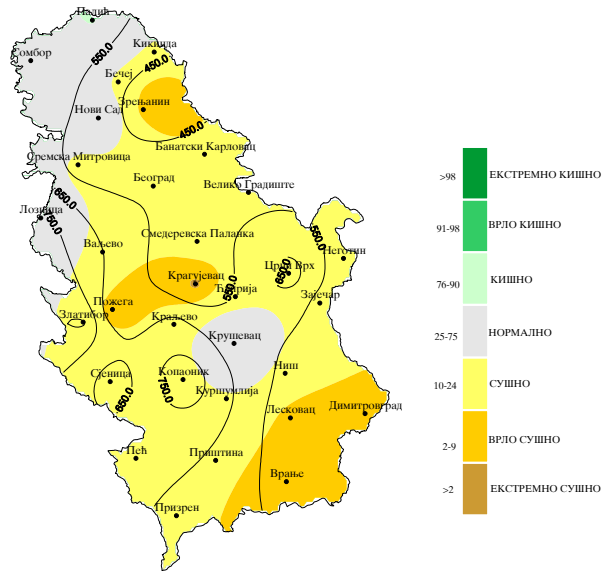 Палић
550.0
Кикинда
Сомбор
450.0
Бечеј
Зрењанин
Нови Сад
450.0
Банатски Карловац
Сремска Митровица
>98 ЕКСТРЕМНО КИШНО
Београд
650.0
Велико Градиште
Лозница
750.0
550.0
91-98 ВРЛО КИШНО
Смедеревска Паланка
Ваљево
Неготин
Црни Врх
650.0
Крагујевац
76-90 КИШНО
550.0
Ћуприја
Зајечар
Пожега
Златибор
Краљево
Крушевац
25-75 НОРМАЛНО
Ниш
Сјеница
Копаоник
750.0
650.0
Куршумлија
10-24 СУШНО
Лесковац
Димитровград
Пећ
Приштина
2-9 ВРЛО СУШНО
Врање
>2 ЕКСТРЕМНО СУШНО
Призрен